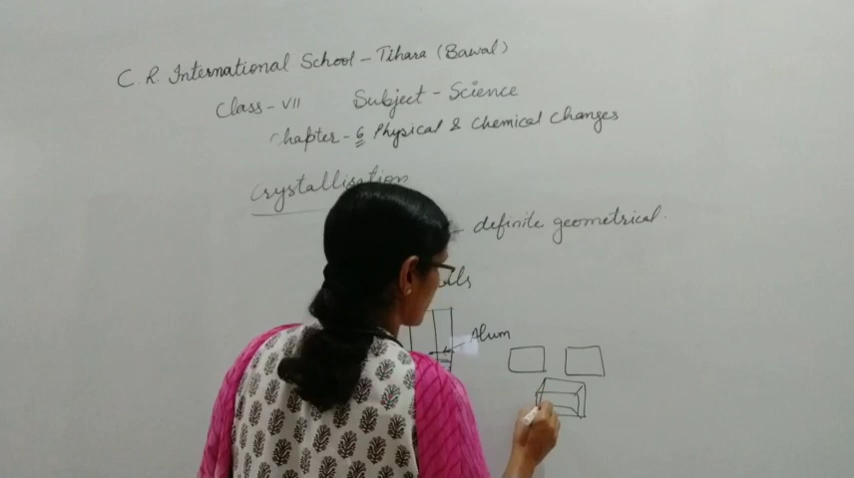 C. R. International School - Tihara (Bawal)
Class - VII Subject - Science
Chapter - 6 Physical & Chemical Changes
Crystallisation
- definite geometrical.
Alum